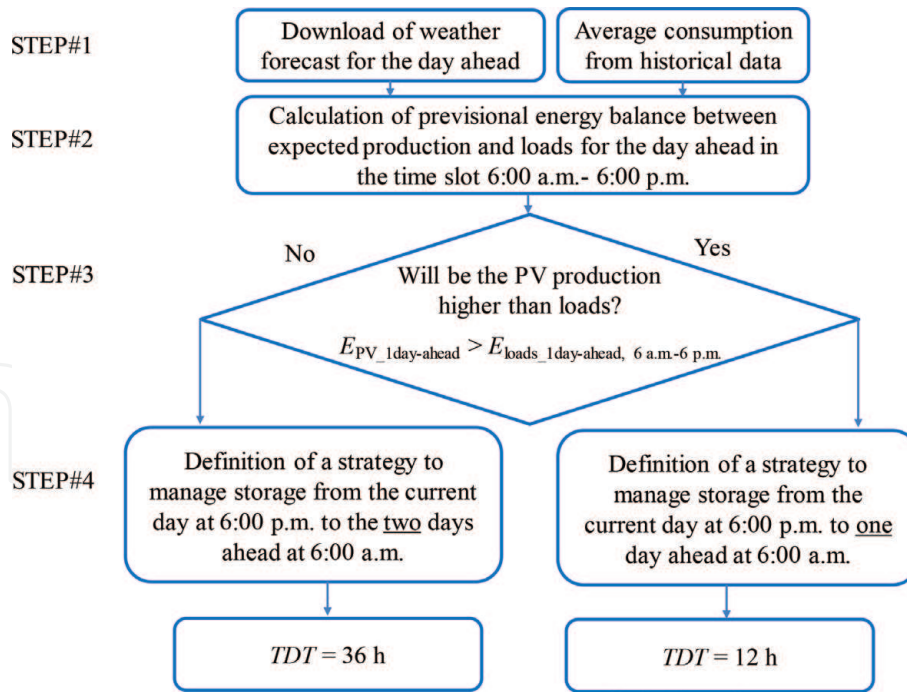 STEP#1
Download of weather
forecast for the day ahead
Average consumption
from historical data
STEP#2
Calculation of previsional energy balance between
expected production and loads for the day ahead in
the time slot 6:00 a.m.- 6:00 p.m.
STEP#3
No
Yes
Will be the PV production
higher than loads?
E_PV_1day-ahead > E_loads_1day-ahead, 6 a.m.-6 p.m.
STEP#4
Definition of a strategy to
manage storage from the current
day at 6:00 p.m. to the two days
ahead at 6:00 a.m.
Definition of a strategy to
manage storage from the
current day at 6:00 p.m. to one
day ahead at 6:00 a.m.
TDT = 36 h
TDT = 12 h